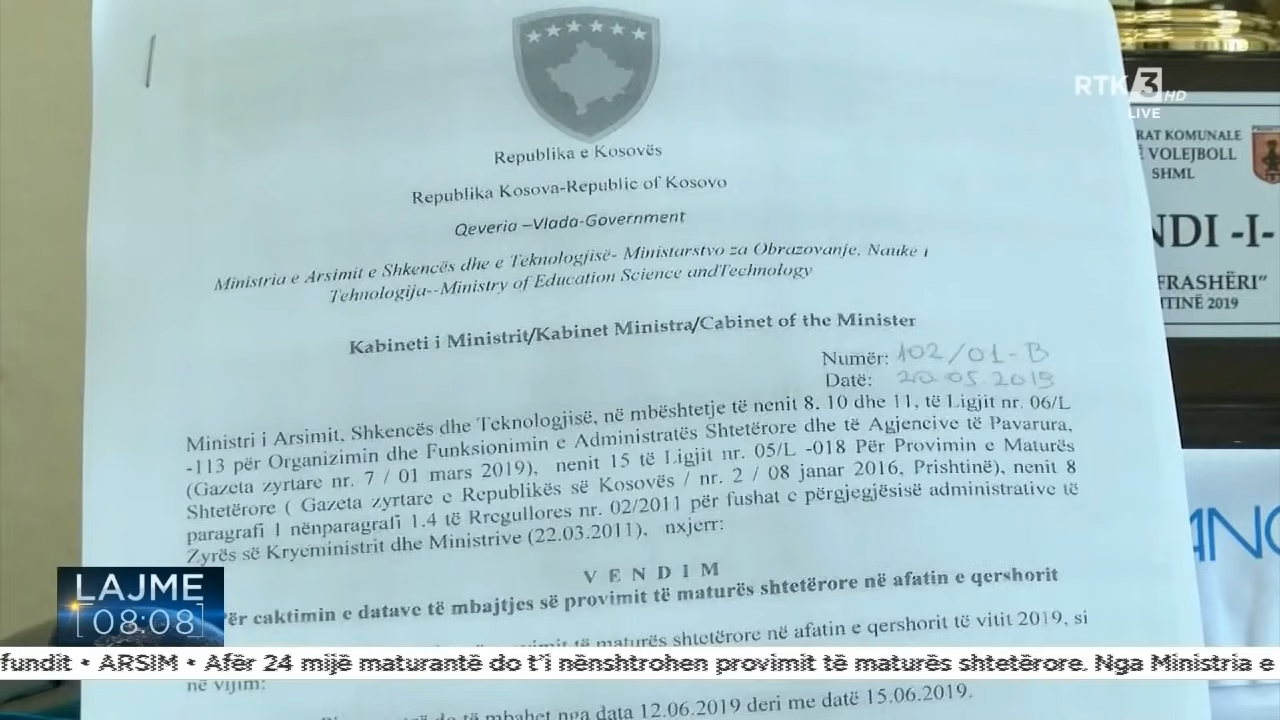 RTK 3 HD
LIVE
Republika e Kosovës
Republika Kosova-Republic of Kosovo
Qeveria –Vlada-Government
Ministria e Arsimit e Shkencës dhe e Teknologjisë- Ministarstvo za Obrazovanje, Nauke i
Tehnologija--Ministry of Education Science andTechnology
Kabineti i Ministrit/Kabinet Ministra/Cabinet of the Minister
Numër: 102/01-B
Datë: 20.05.2019
Ministri i Arsimit, Shkencës dhe Teknologjisë, në mbështetje të nenit 8, 10 dhe 11, të Ligjit nr. 06/L
-113 për Organizimin dhe Funksionimin e Administratës Shtetërore dhe të Agjencive të Pavarura,
(Gazeta zyrtare nr. 7 / 01 mars 2019), nenit 15 të Ligjit nr. 05/L -018 Për Provimin e Maturës
Shtetërore ( Gazeta zyrtare e Republikës së Kosovës / nr. 2 / 08 janar 2016, Prishtinë), nenit 8
paragrafi 1 nënparagrafi 1.4 të Rregullores nr. 02/2011 për fushat e përgjegjësisë administrative të
Zyrës së Kryeministrit dhe Ministrive (22.03.2011), nxjerr:
V E N D I M
ër caktimin e datave të mbajtjes së provimit të maturës shtetërore në afatin e qershorit
të maturës shtetërore në afatin e qershorit të vitit 2019, si
në vijim:
të mbahet nga data 12.06.2019 deri me datë 15.06.2019.
RAT KOMUNALE
VOLEJBOLL
SHML
NDI -I-
FRASHËRI”
TINË 2019
ANG
LAJME
08:08
fundit • ARSIM • Afër 24 mijë maturantë do t'i nënshtrohen provimit të maturës shtetërore. Nga Ministria e